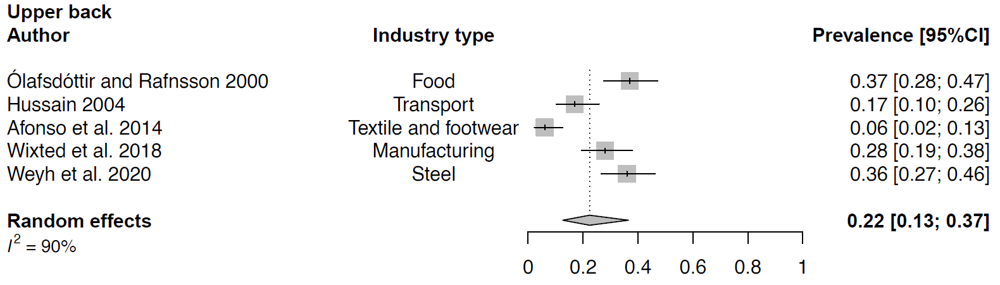 Upper back
Author Industry type Prevalence [95%CI]
Ólafsdóttir and Rafnsson 2000 Food 0.37 [0.28; 0.47]
Hussain 2004 Transport 0.17 [0.10; 0.26]
Afonso et al. 2014 Textile and footwear 0.06 [0.02; 0.13]
Wixted et al. 2018 Manufacturing 0.28 [0.19; 0.38]
Weyh et al. 2020 Steel 0.36 [0.27; 0.46]
Random effects 0.22 [0.13; 0.37]
I² = 90%
0 0.2 0.4 0.6 0.8 1